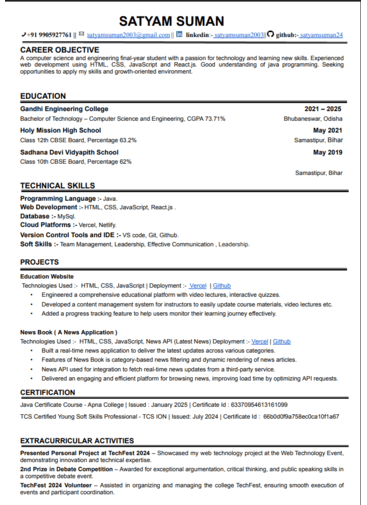 SATYAM SUMAN
+91 9905927761 || satyamsuman2003@gmail.com || linkedin:- satyamsuman2003|| github:- satyamsuman24
CAREER OBJECTIVE
A computer science and engineering final-year student with a passion for technology and learning new skills. Experienced
web development using HTML, CSS, JavaScript and React.js. Good understanding of java programming. Seeking
opportunities to apply my skills and growth-oriented environment.
EDUCATION
Gandhi Engineering College 2021 – 2025
Bachelor of Technology – Computer Science and Engineering, CGPA 73.71% Bhubaneswar, Odisha
Holy Mission High School May 2021
Class 12th CBSE Board, Percentage 63.2% Samastipur, Bihar
Sadhana Devi Vidyapith School May 2019
Class 10th CBSE Board, Percentage 62%
Samastipur, Bihar
TECHNICAL SKILLS
Programming Language :- Java.
Web Development :- HTML, CSS, JavaScript, React.js .
Database :- MySql.
Cloud Platforms :- Vercel, Netlify.
Version Control Tools and IDE :- VS code, Git, Github.
Soft Skills :- Team Management, Leadership, Effective Communication , Leadership.
PROJECTS
Education Website
Technologies Used :- HTML, CSS, JavaScript | Deployment :- Vercel | Github
• Engineered a comprehensive educational platform with video lectures, interactive quizzes.
• Developed a content management system for instructors to easily update course materials, video lectures etc.
• Added a progress tracking feature to help users monitor their learning journey effectively.
News Book ( A News Application )
Technologies Used :- HTML, CSS, JavaScript, News API (Latest News) Deployment :- Vercel | Github
• Built a real-time news application to deliver the latest updates across various categories.
• Features of News Book is category-based news filtering and dynamic rendering of news articles.
• News API used for integration to fetch real-time news updates from a third-party service.
• Delivered an engaging and efficient platform for browsing news, improving load time by optimizing API requests.
CERTIFICATION
Java Certificate Course - Apna College | Issued : January 2025 | Certificate Id : 63370954613161099
TCS Certified Young Soft Skills Professional - TCS ION | Issued: July 2024 | Certificate Id : 66b0d0f9a758ec0ca10f1a67
EXTRACURRICULAR ACTIVITIES
Presented Personal Project at TechFest 2024 – Showcased my web technology project at the Web Technology Event,
demonstrating innovation and technical expertise.
2nd Prize in Debate Competition – Awarded for exceptional argumentation, critical thinking, and public speaking skills in
a competitive debate event.
TechFest 2024 Volunteer – Assisted in organizing and managing the college TechFest, ensuring smooth execution of
events and participant coordination.